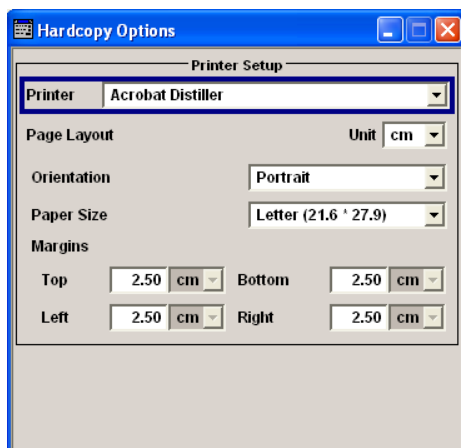 Hardcopy Options
Printer Setup
Printer Acrobat Distiller
Page Layout Unit cm
Orientation Portrait
Paper Size Letter (21.6 * 27.9)
Margins
Top 2.50 cm Bottom 2.50 cm
Left 2.50 cm Right 2.50 cm